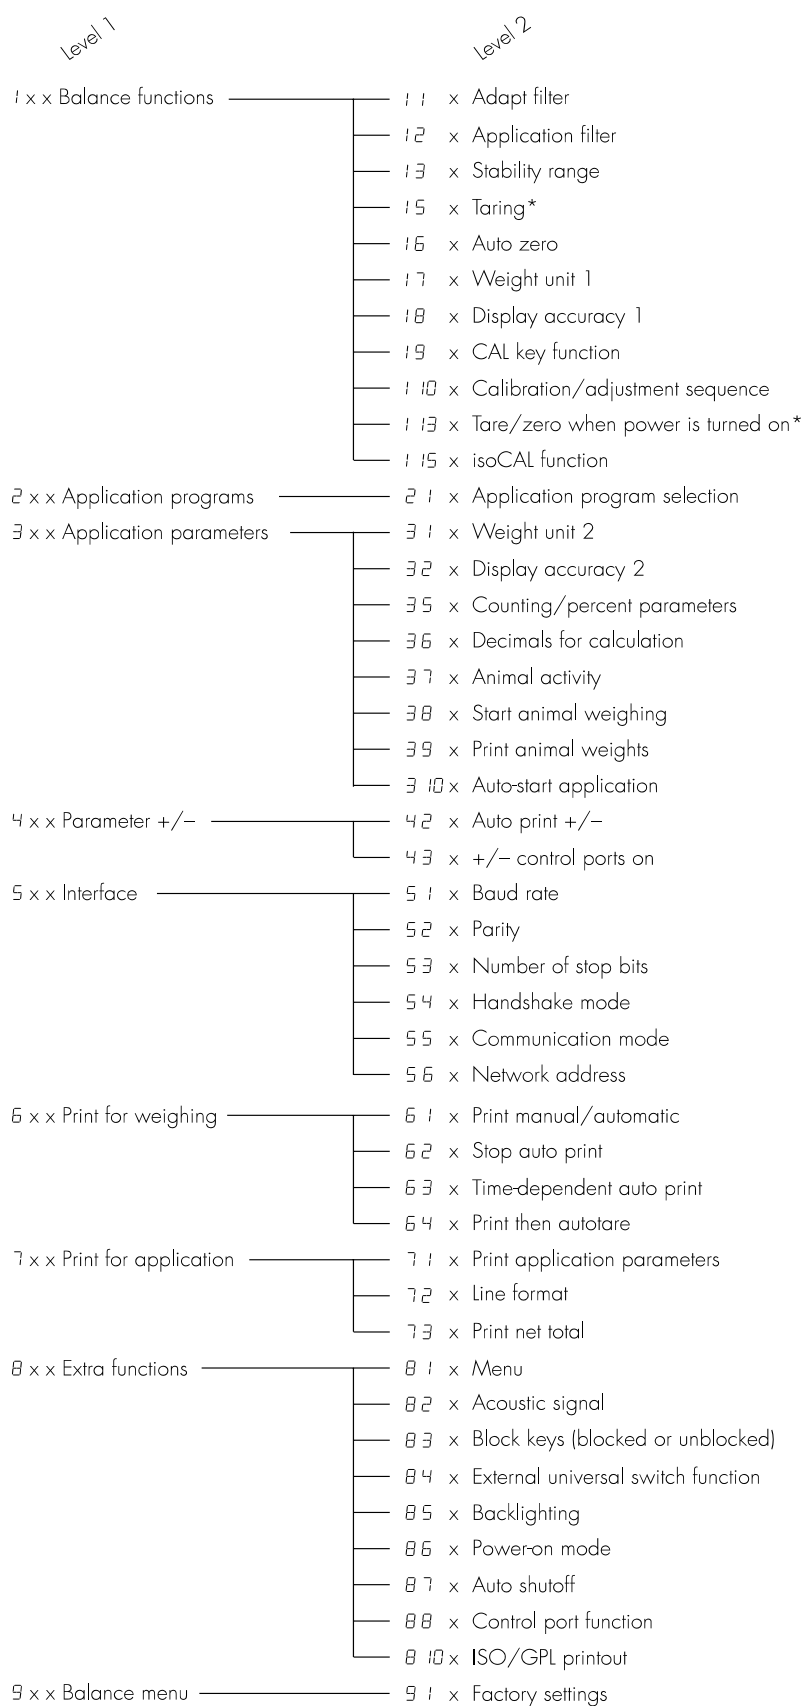 Level 1 Level 2
1 x x Balance functions 1 1 x Adapt filter
1 2 x Application filter
1 3 x Stability range
1 5 x Taring*
1 6 x Auto zero
1 7 x Weight unit 1
1 8 x Display accuracy 1
1 9 x CAL key function
1 10 x Calibration/adjustment sequence
1 13 x Tare/zero when power is turned on*
1 15 x isoCAL function
2 x x Application programs 2 1 x Application program selection
3 x x Application parameters 3 1 x Weight unit 2
3 2 x Display accuracy 2
3 5 x Counting/percent parameters
3 6 x Decimals for calculation
3 7 x Animal activity
3 8 x Start animal weighing
3 9 x Print animal weights
3 10 x Auto-start application
4 x x Parameter +/– 4 2 x Auto print +/–
4 3 x +/– control ports on
5 x x Interface 5 1 x Baud rate
5 2 x Parity
5 3 x Number of stop bits
5 4 x Handshake mode
5 5 x Communication mode
5 6 x Network address
6 x x Print for weighing 6 1 x Print manual/automatic
6 2 x Stop auto print
6 3 x Time-dependent auto print
6 4 x Print then autotare
7 x x Print for application 7 1 x Print application parameters
7 2 x Line format
7 3 x Print net total
8 x x Extra functions 8 1 x Menu
8 2 x Acoustic signal
8 3 x Block keys (blocked or unblocked)
8 4 x External universal switch function
8 5 x Backlighting
8 6 x Power-on mode
8 7 x Auto shutoff
8 8 x Control port function
8 10 x ISO/GPL printout
9 x x Balance menu 9 1 x Factory settings